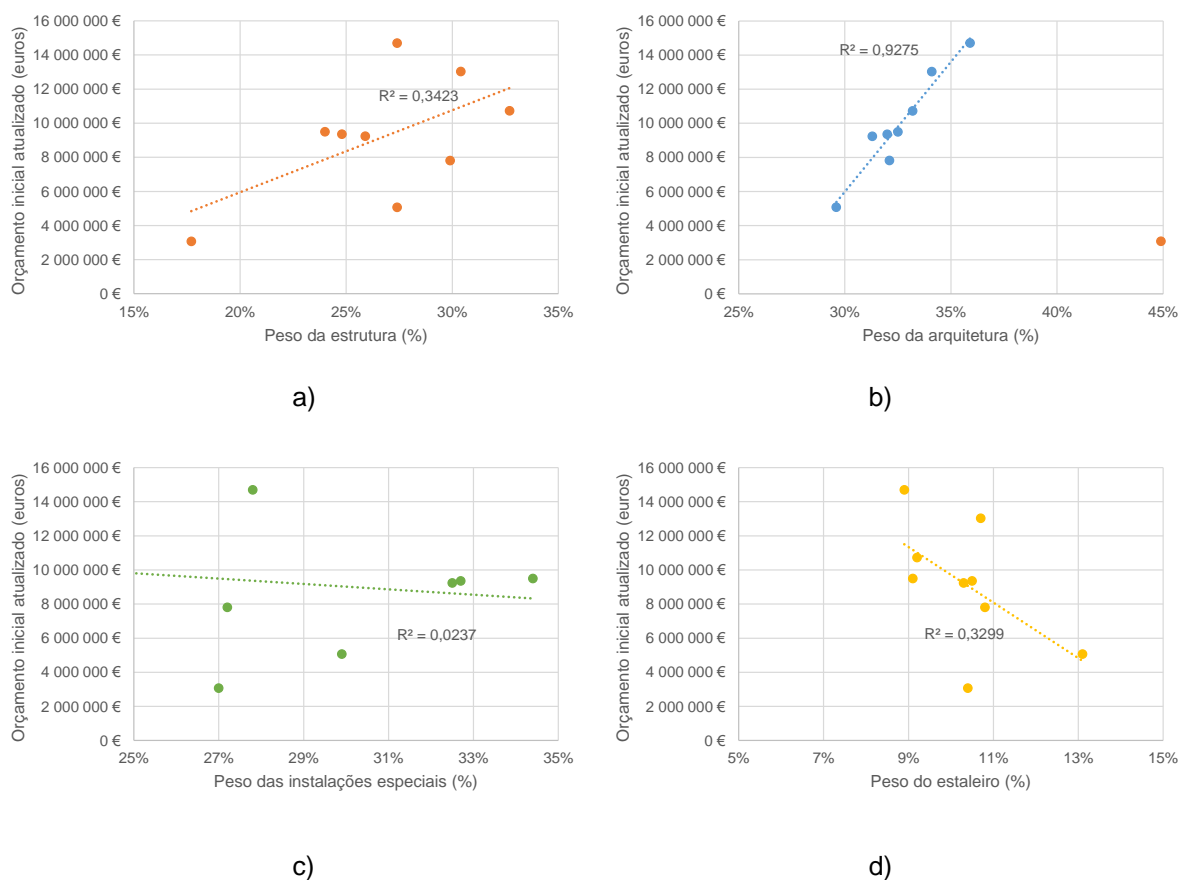 Orçamento inicial atualizado (euros)
16 000 000 €
14 000 000 €
12 000 000 €
10 000 000 €
8 000 000 €
6 000 000 €
4 000 000 €
2 000 000 €
0 €
R² = 0,3423
15% 20% 25% 30% 35%
Peso da estrutura (%)
a)
Orçamento inicial atualizado (euros)
16 000 000 €
14 000 000 €
12 000 000 €
10 000 000 €
8 000 000 €
6 000 000 €
4 000 000 €
2 000 000 €
0 €
R² = 0,9275
25% 30% 35% 40% 45%
Peso da arquitetura (%)
b)
Orçamento inicial atualizado (euros)
16 000 000 €
14 000 000 €
12 000 000 €
10 000 000 €
8 000 000 €
6 000 000 €
4 000 000 €
2 000 000 €
0 €
R² = 0,0237
25% 27% 29% 31% 33% 35%
Peso das instalações especiais (%)
c)
Orçamento inicial atualizado (euros)
16 000 000 €
14 000 000 €
12 000 000 €
10 000 000 €
8 000 000 €
6 000 000 €
4 000 000 €
2 000 000 €
0 €
R² = 0,3299
5% 7% 9% 11% 13% 15%
Peso do estaleiro (%)
d)